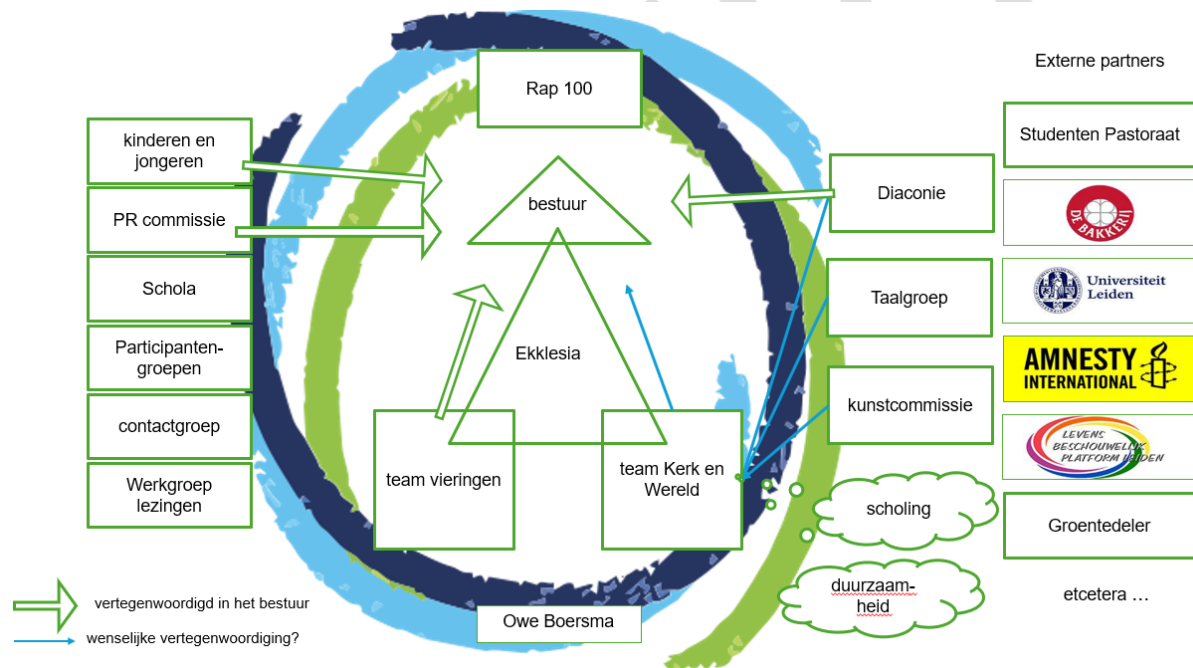 Rap 100
kinderen en
jongeren
PR commissie
Schola
Participanten-
groepen
contactgroep
Werkgroep
lezingen
bestuur
Ekklesia
team vieringen
team Kerk en
Wereld
Owe Boersma
Diaconie
Taalgroep
kunstcommissie
scholing
duurzaam-
heid
Externe partners
Studenten Pastoraat
DE BAKKERIJ
Universiteit
Leiden
AMNESTY
INTERNATIONAL
LEVENS
BESCHOUWELIJK
PLATFORM LEIDEN
Groentedeler
etcetera …
vertegenwoordigd in het bestuur
wenselijke vertegenwoordiging?